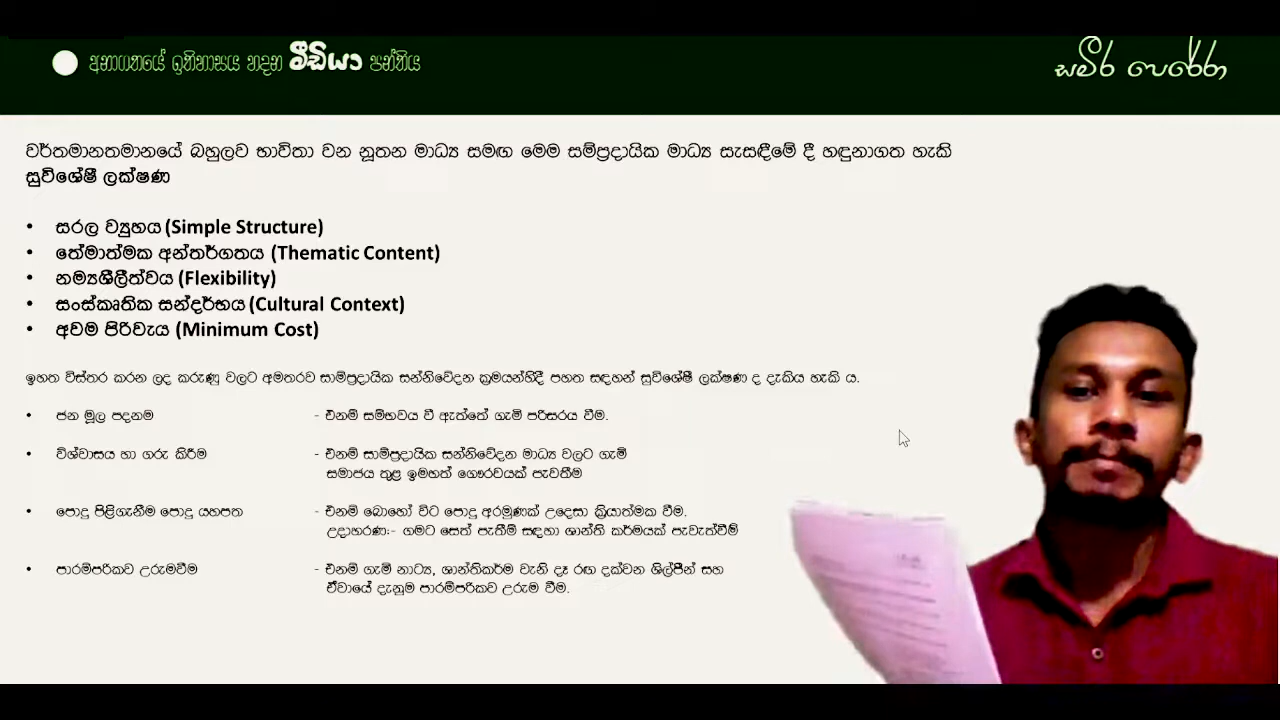 අනාගතයේ ඉතිහාසය හදන මීඩියා පන්තිය
සමීර පෙරේරා
වර්තමානතමානයේ බහුලව භාවිතා වන නූතන මාධ්‍ය සමඟ මෙම සම්ප්‍රදායික මාධ්‍ය සැසඳීමේ දී හඳුනාගත හැකි
සුවිශේෂී ලක්ෂණ
• සරල ව්‍යුහය (Simple Structure)
• තේමාත්මක අන්තර්ගතය (Thematic Content)
• නම්‍යශීලීත්වය (Flexibility)
• සංස්කෘතික සන්දර්භය (Cultural Context)
• අවම පිරිවැය (Minimum Cost)
ඉහත විස්තර කරන ලද කරුණු වලට අමතරව සාම්ප්‍රදායික සන්නිවේදන ක්‍රමයන්හිදී පහත සඳහන් සුවිශේෂී ලක්ෂණ ද දැකිය හැකි ය.
• ජන මූල පදනම - එනම් සම්භවය වී ඇත්තේ ගැමි පරිසරය වීම.
• විශ්වාසය හා ගරු කිරීම - එනම් සාම්ප්‍රදායික සන්නිවේදන මාධ්‍ය වලට ගැමි
සමාජය තුළ ඉමහත් ගෞරවයක් පැවතීම
• පොදු පිළිගැනීම පොදු යහපත - එනම් බොහෝ විට පොදු අරමුණක් උදෙසා ක්‍රියාත්මක වීම.
උදාහරණ:- ගමට සෙත් පැතීම් සඳහා ශාන්ති කර්මයක් පැවැත්වීම්
• පාරම්පරිකව උරුමවීම - එනම් ගැමි නාට්‍ය, ශාන්තිකර්ම වැනි දෑ රඟ දක්වන ශිල්පීන් සහ
ඒවායේ දැනුම පාරම්පරිකව උරුම වීම.